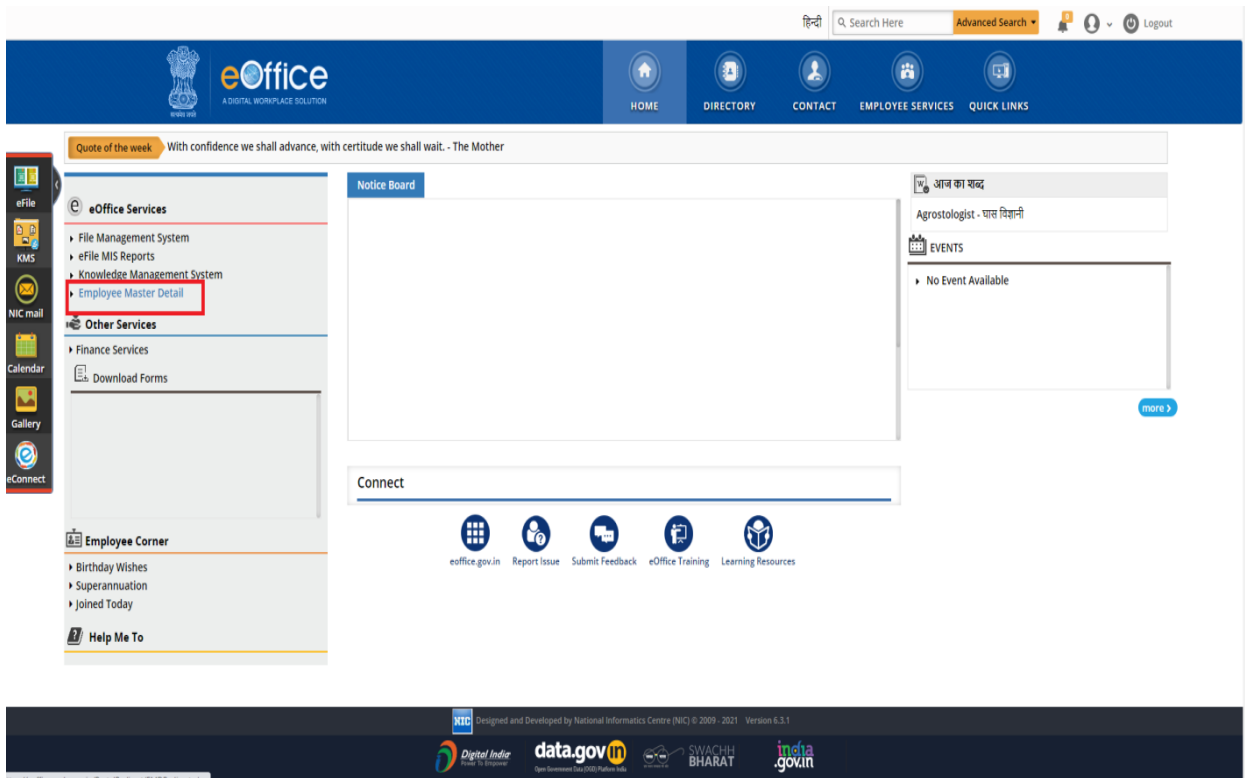 हिन्दी
Search Here
Advanced Search
Logout
सत्यमेव जयते
eOffice
A DIGITAL WORKPLACE SOLUTION
HOME
DIRECTORY
CONTACT
EMPLOYEE SERVICES
QUICK LINKS
Quote of the week
With confidence we shall advance, with certitude we shall wait. - The Mother
eFile
KMS
NIC mail
Calendar
Gallery
eConnect
eOffice Services
File Management System
eFile MIS Reports
Knowledge Management System
Employee Master Detail
Other Services
Finance Services
Download Forms
Employee Corner
Birthday Wishes
Superannuation
Joined Today
Help Me To
Notice Board
Connect
eoffice.gov.in
Report Issue
Submit Feedback
eOffice Training
Learning Resources
आज का शब्द
Agrostologist - घास विज्ञानी
EVENTS
No Event Available
more
NIC Designed and Developed by National Informatics Centre (NIC) © 2009 - 2021 Version 6.3.1
Digital India
Power To Empower
data.gov in
Open Government Data (OGD) Platform India
SWACHH
BHARAT
india
.gov.in